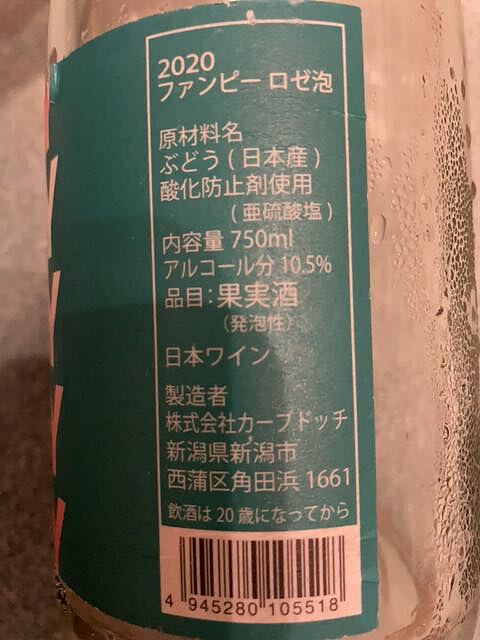 2020
ファンピー ロゼ泡
原材料名
ぶどう ( 日本産 )
酸化防止剤使用
( 亜硫酸塩 )
内容量 750ml
アルコール分 10.5%
品目 : 果実酒
(発泡性)
日本ワイン
製造者
株式会社カーブドッチ
新潟県新潟市
西蒲区角田浜 1661
飲酒は 20 歳になってから
4 945280 105518